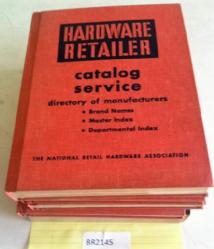 HARDWARE
RETAILER
catalog
service
directory of manufacturers
• Brand Names
• Master Index
• Departmental Index
THE NATIONAL RETAIL HARDWARE ASSOCIATION
BR2145